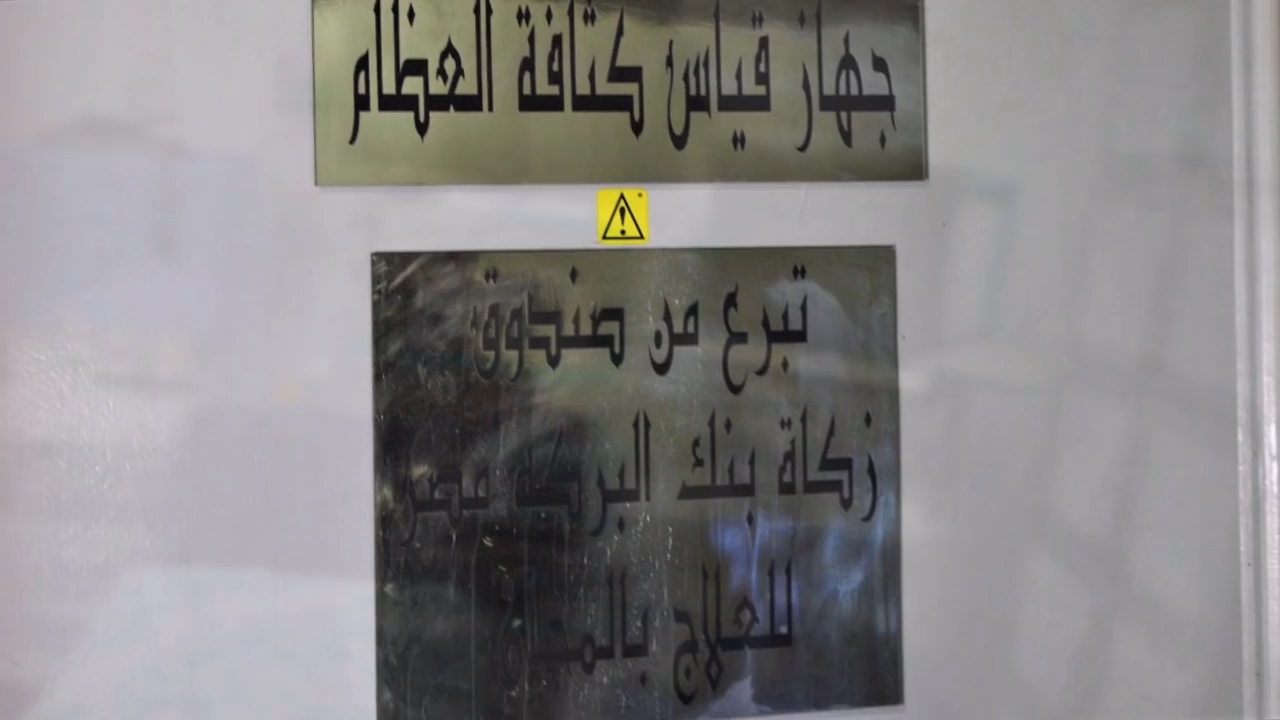 جهاز قياس كثافة العظام
تبرع من صندوق
زكاة بنك البركة مصر
للعلاج بالمجان